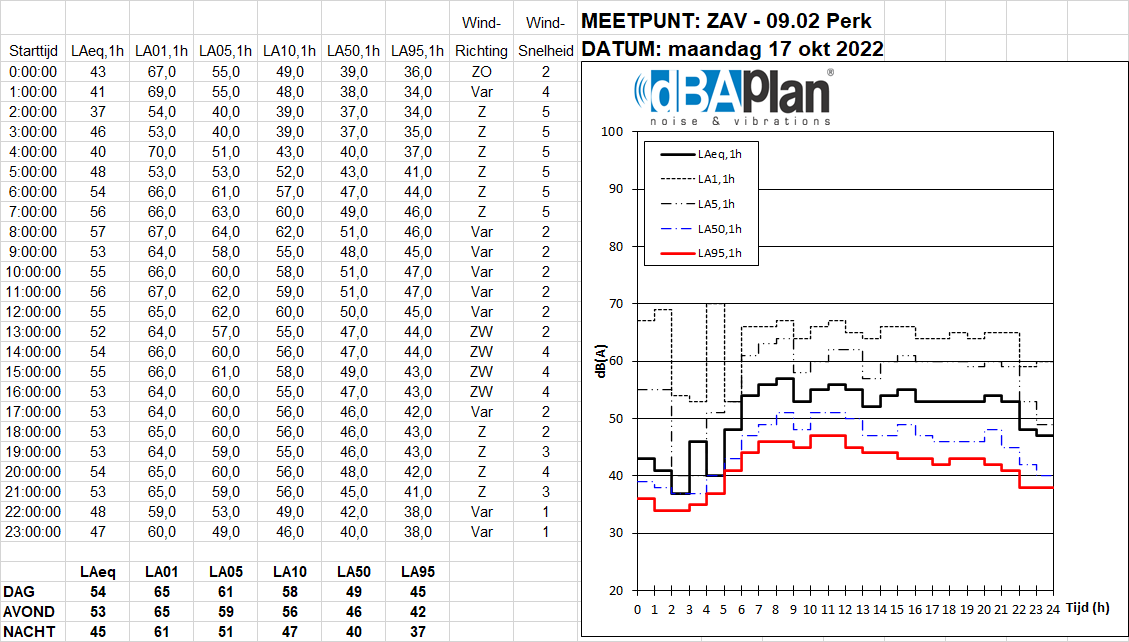 Wind- Wind- MEETPUNT: ZAV - 09.02 Perk
Starttijd LAeq,1h LA01,1h LA05,1h LA10,1h LA50,1h LA95,1h Richting Snelheid DATUM: maandag 17 okt 2022
0:00:00 43 67,0 55,0 49,0 39,0 36,0 ZO 2
1:00:00 41 69,0 55,0 48,0 38,0 34,0 Var 4
2:00:00 37 54,0 40,0 39,0 37,0 34,0 Z 5
3:00:00 46 53,0 40,0 39,0 37,0 35,0 Z 5
4:00:00 40 70,0 51,0 43,0 40,0 37,0 Z 5
5:00:00 48 53,0 53,0 52,0 43,0 41,0 Z 5
6:00:00 54 66,0 61,0 57,0 47,0 44,0 Z 5
7:00:00 56 66,0 63,0 60,0 49,0 46,0 Z 5
8:00:00 57 67,0 64,0 62,0 51,0 46,0 Var 2
9:00:00 53 64,0 58,0 55,0 48,0 45,0 Var 2
10:00:00 55 66,0 60,0 58,0 51,0 47,0 Var 2
11:00:00 56 67,0 62,0 59,0 51,0 47,0 Var 2
12:00:00 55 65,0 62,0 60,0 50,0 45,0 Var 2
13:00:00 52 64,0 57,0 55,0 47,0 44,0 ZW 2
14:00:00 54 66,0 60,0 56,0 47,0 44,0 ZW 4
15:00:00 55 66,0 61,0 58,0 49,0 43,0 ZW 4
16:00:00 53 64,0 60,0 55,0 47,0 43,0 ZW 4
17:00:00 53 64,0 60,0 56,0 46,0 42,0 Var 2
18:00:00 53 65,0 60,0 56,0 46,0 43,0 Z 2
19:00:00 53 64,0 59,0 55,0 46,0 43,0 Z 3
20:00:00 54 65,0 60,0 56,0 48,0 42,0 Z 4
21:00:00 53 65,0 59,0 56,0 45,0 41,0 Z 3
22:00:00 48 59,0 53,0 49,0 42,0 38,0 Var 1
23:00:00 47 60,0 49,0 46,0 40,0 38,0 Var 1
LAeq LA01 LA05 LA10 LA50 LA95
DAG 54 65 61 58 49 45
AVOND 53 65 59 56 46 42
NACHT 45 61 51 47 40 37
dBAPlan®
noise & vibrations
LAeq,1h
LA1,1h
LA5,1h
LA50,1h
LA95,1h
100
90
80
70
60
50
40
30
20
dB(A)
0 1 2 3 4 5 6 7 8 9 10 11 12 13 14 15 16 17 18 19 20 21 22 23 24 Tijd (h)